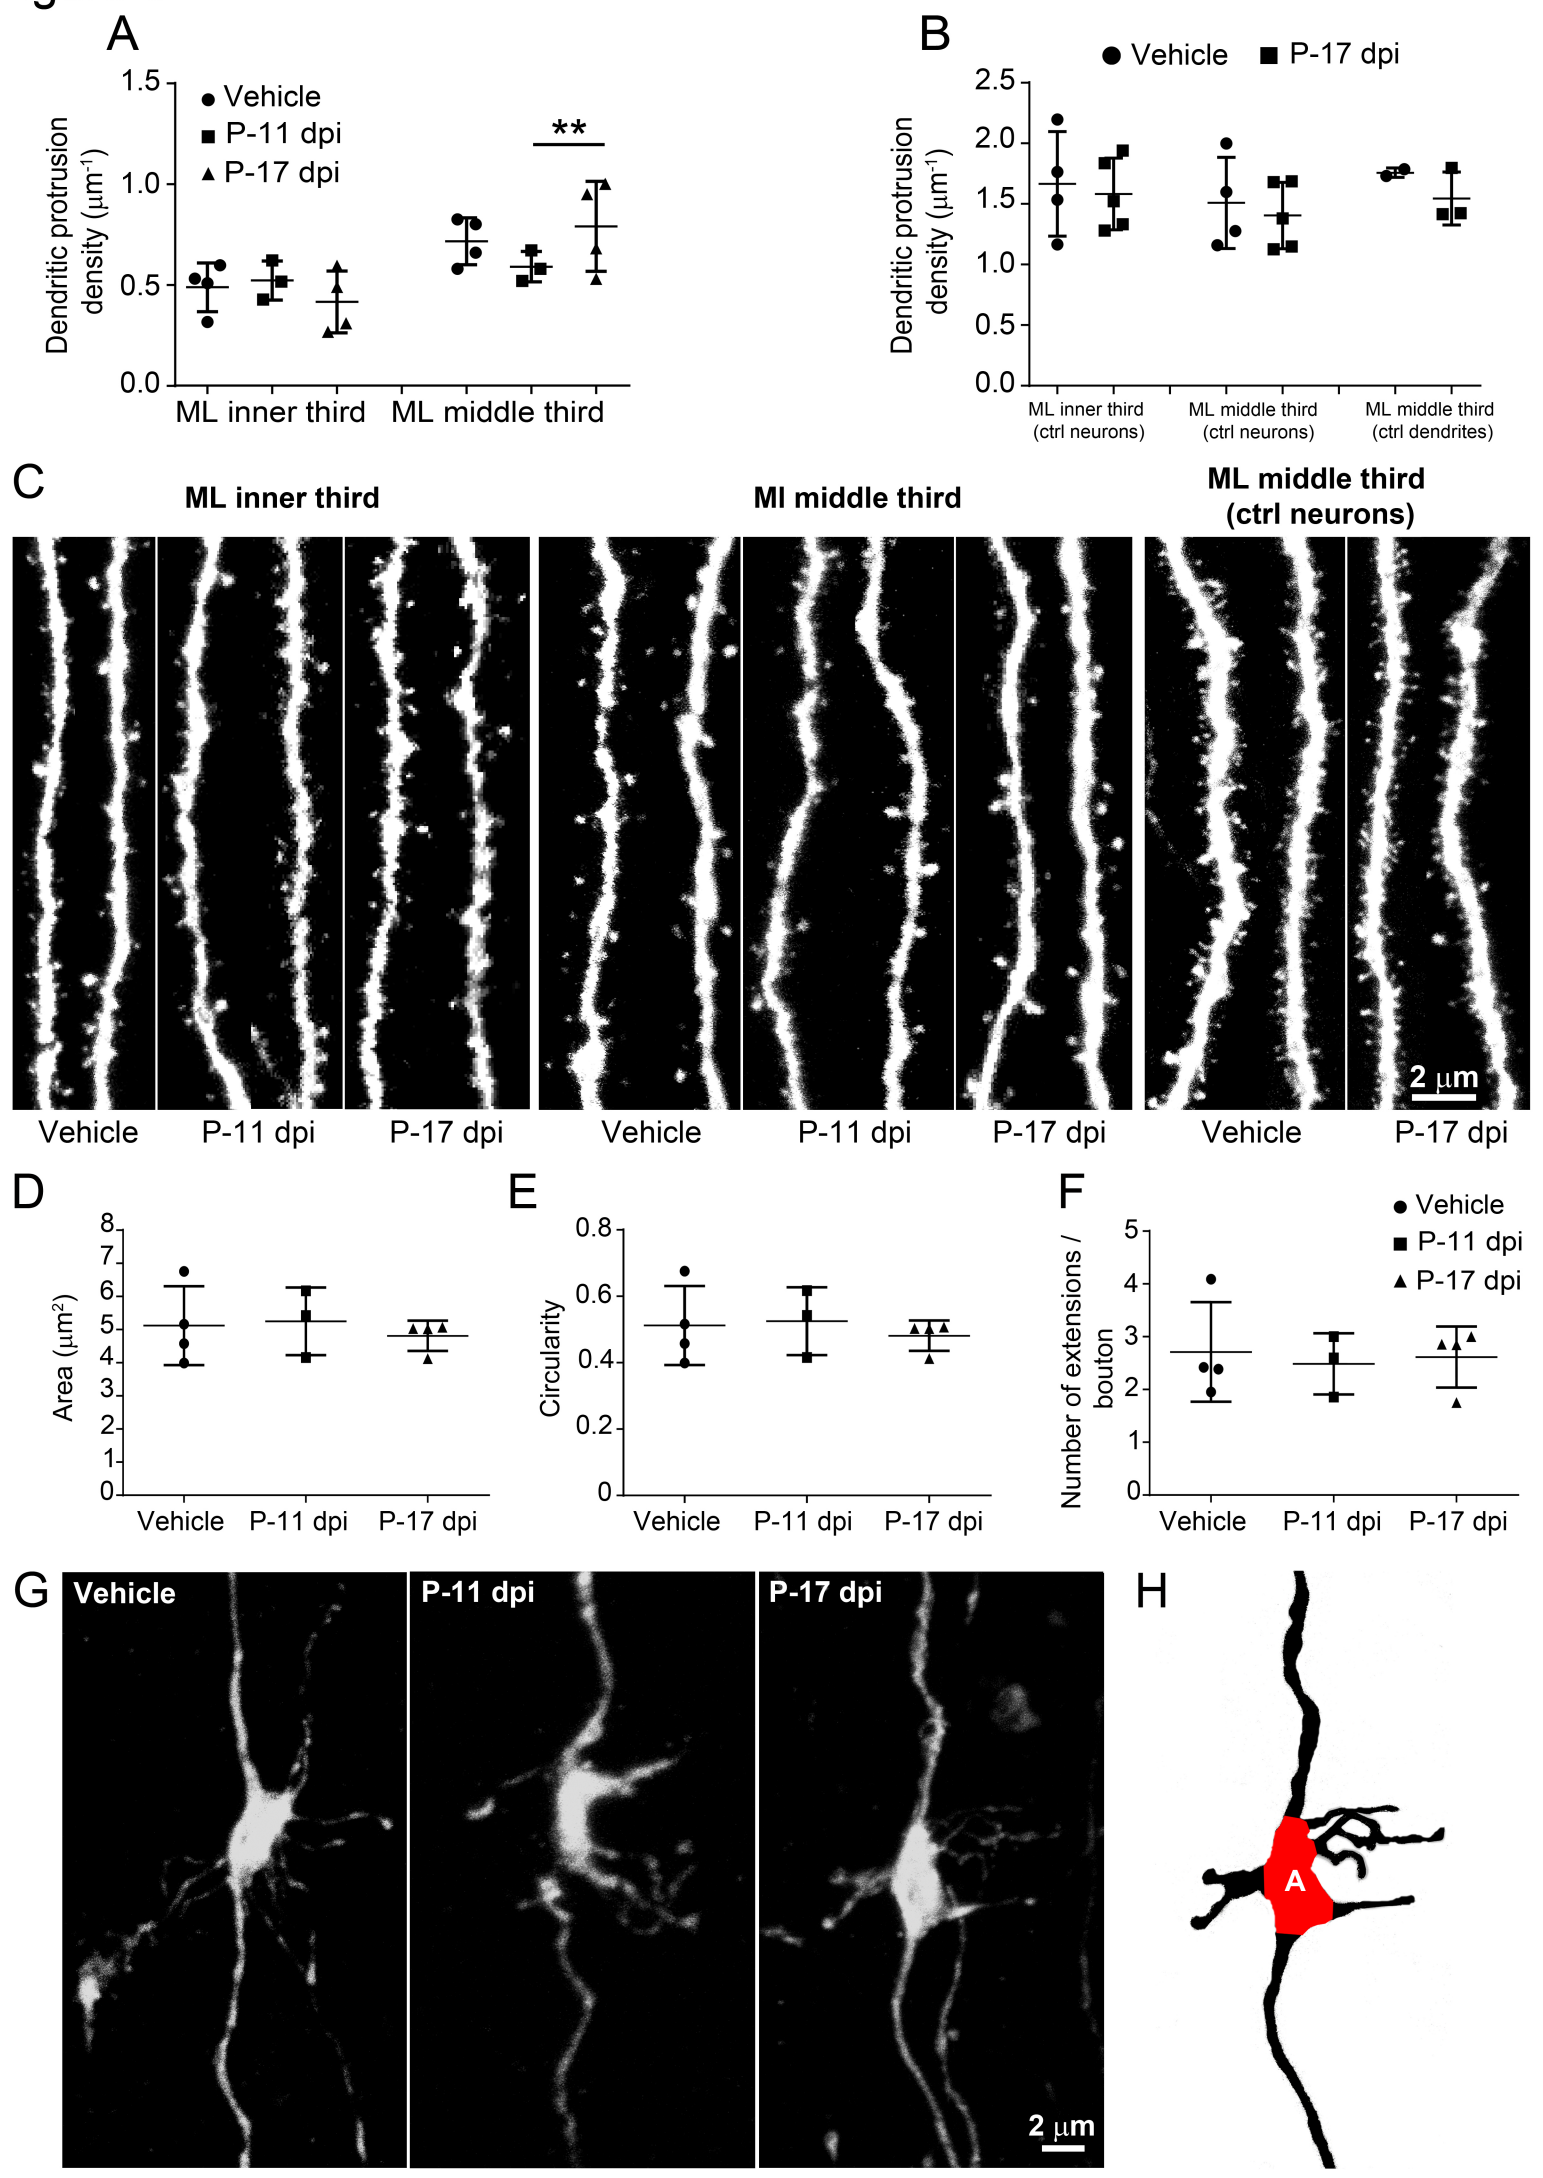 A
Dendritic protrusion
density (µm⁻¹)
1.5
1.0
0.5
0.0
Vehicle
P-11 dpi
P-17 dpi
**
ML inner third
ML middle third
B
Vehicle
P-17 dpi
Dendritic protrusion
density (µm⁻¹)
2.5
2.0
1.5
1.0
0.5
0.0
ML inner third
(ctrl neurons)
ML middle third
(ctrl neurons)
ML middle third
(ctrl dendrites)
C
ML inner third
MI middle third
ML middle third
(ctrl neurons)
2 µm
Vehicle
P-11 dpi
P-17 dpi
Vehicle
P-11 dpi
P-17 dpi
Vehicle
P-17 dpi
D
Area (µm²)
8
7
6
5
4
3
2
1
0
Vehicle
P-11 dpi
P-17 dpi
E
Circularity
0.8
0.6
0.4
0.2
0
Vehicle
P-11 dpi
P-17 dpi
F
Vehicle
P-11 dpi
P-17 dpi
Number of extensions /
bouton
5
4
3
2
1
0
Vehicle
P-11 dpi
P-17 dpi
G
Vehicle
P-11 dpi
P-17 dpi
2 µm
H
A